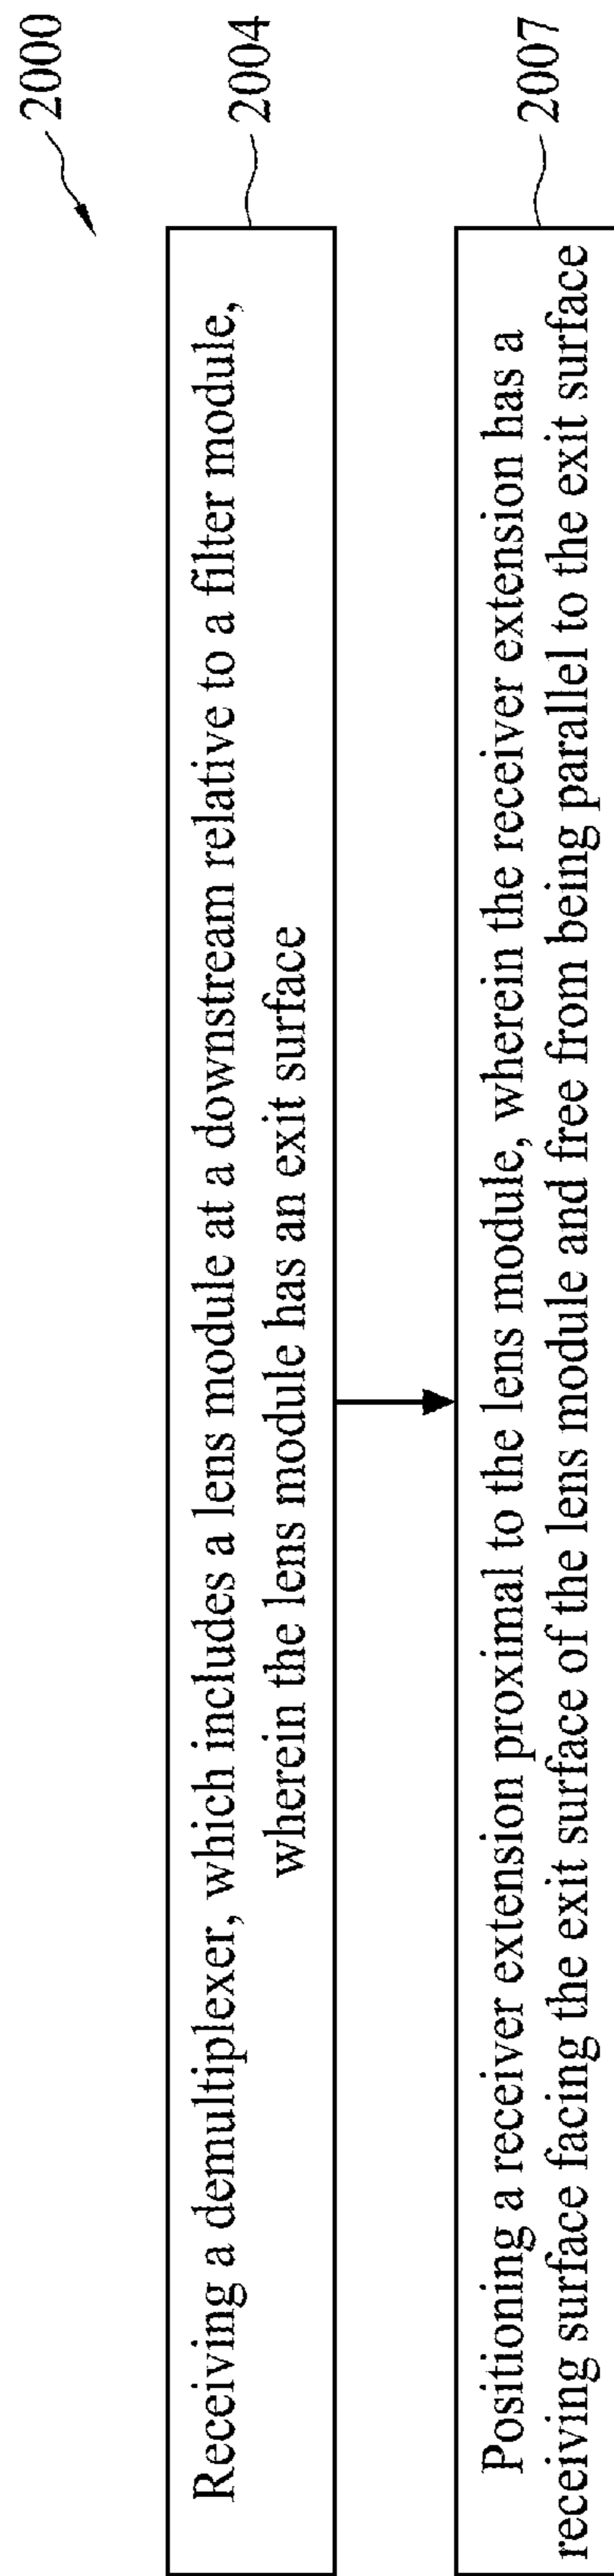 2000
Receiving a demultiplexer, which includes a lens module at a downstream relative to a filter module,
wherein the lens module has an exit surface
2004
Positioning a receiver extension proximal to the lens module, wherein the receiver extension has a
receiving surface facing the exit surface of the lens module and free from being parallel to the exit surface
2007